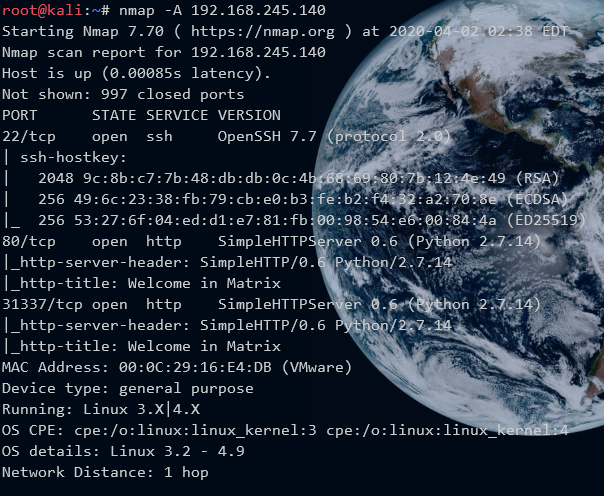 root@kali:~# nmap -A 192.168.245.140
Starting Nmap 7.70 ( https://nmap.org ) at 2020-04-02 02:38 EDT
Nmap scan report for 192.168.245.140
Host is up (0.00085s latency).
Not shown: 997 closed ports
PORT      STATE SERVICE VERSION
22/tcp    open  ssh     OpenSSH 7.7 (protocol 2.0)
| ssh-hostkey:
|   2048 9c:8b:c7:7b:48:db:db:0c:4b:68:69:80:7b:12:4e:49 (RSA)
|   256 49:6c:23:38:fb:79:cb:e0:b3:fe:b2:f4:32:a2:70:8e (ECDSA)
|_  256 53:27:6f:04:ed:d1:e7:81:fb:00:98:54:e6:00:84:4a (ED25519)
80/tcp    open  http    SimpleHTTPServer 0.6 (Python 2.7.14)
|_http-server-header: SimpleHTTP/0.6 Python/2.7.14
|_http-title: Welcome in Matrix
31337/tcp open  http    SimpleHTTPServer 0.6 (Python 2.7.14)
|_http-server-header: SimpleHTTP/0.6 Python/2.7.14
|_http-title: Welcome in Matrix
MAC Address: 00:0C:29:16:E4:DB (VMware)
Device type: general purpose
Running: Linux 3.X|4.X
OS CPE: cpe:/o:linux:linux_kernel:3 cpe:/o:linux:linux_kernel:4
OS details: Linux 3.2 - 4.9
Network Distance: 1 hop